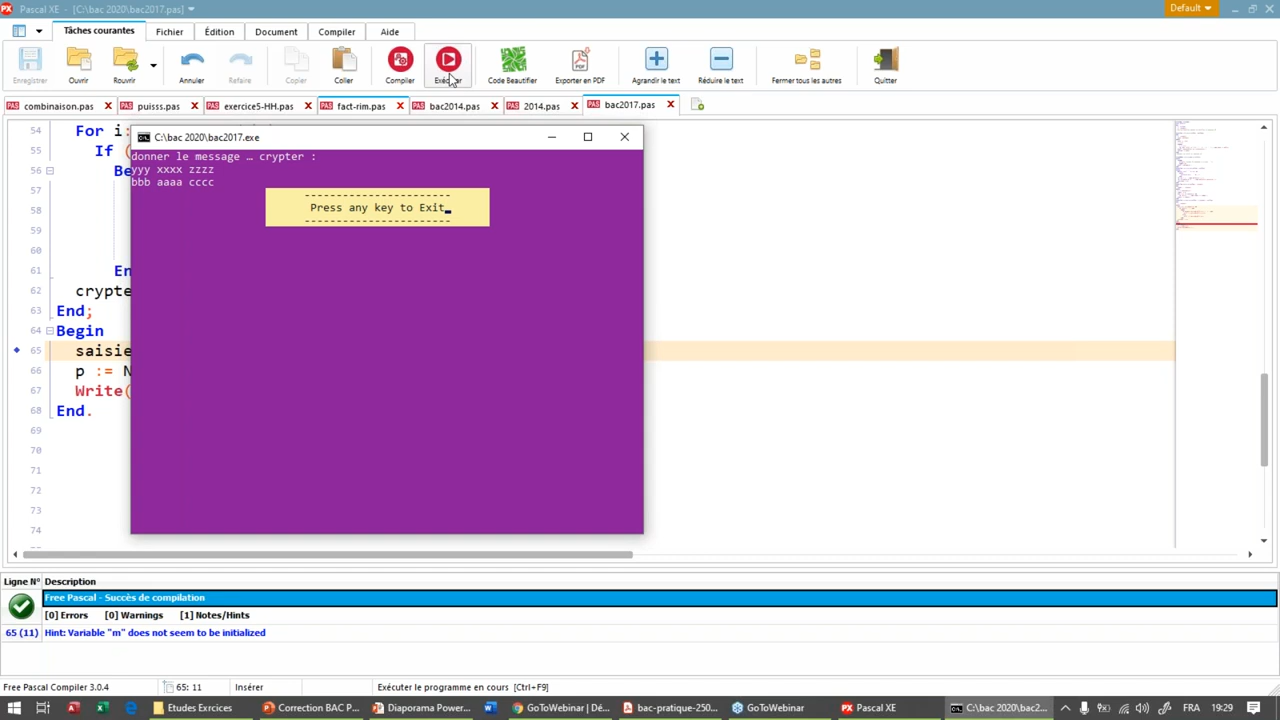 Pascal XE - [C:\bac 2020\bac2017.pas]
Default
Tâches courantes Fichier Édition Document Compiler Aide
Enregistrer Ouvrir Rouvrir Annuler Refaire Copier Coller Compiler Exécuter Code Beautifier Exporter en PDF Agrandir le text Réduire le text Fermer tous les autres Quitter
combinaison.pas puisss.pas exercice5-HH.pas fact-rim.pas bac2014.pas 2014.pas bac2017.pas
C:\bac 2020\bac2017.exe
donner le message … crypter :
yyy xxxx zzzz
bbb aaaa cccc
----------------------
Press any key to Exit
----------------------
54 For i:
55 If (
56 Be
57
58
59
60
61 En
62 crypte
63 End;
64 Begin
65 saisie
66 p := N
67 Write(
68 End.
69
70
71
72
73
74
Ligne N° Description
Free Pascal - Succès de compilation
[0] Errors [0] Warnings [1] Notes/Hints
65 (11) Hint: Variable "m" does not seem to be initialized
Free Pascal Compiler 3.0.4 65: 11 Insérer Exécuter le programme en cours [Ctrl+F9]
Etudes Exrcices Correction BAC P... Diaporama Power... GoToWebinar | Dé... bac-pratique-250... GoToWebinar Pascal XE C:\bac 2020\bac2... FRA 19:29